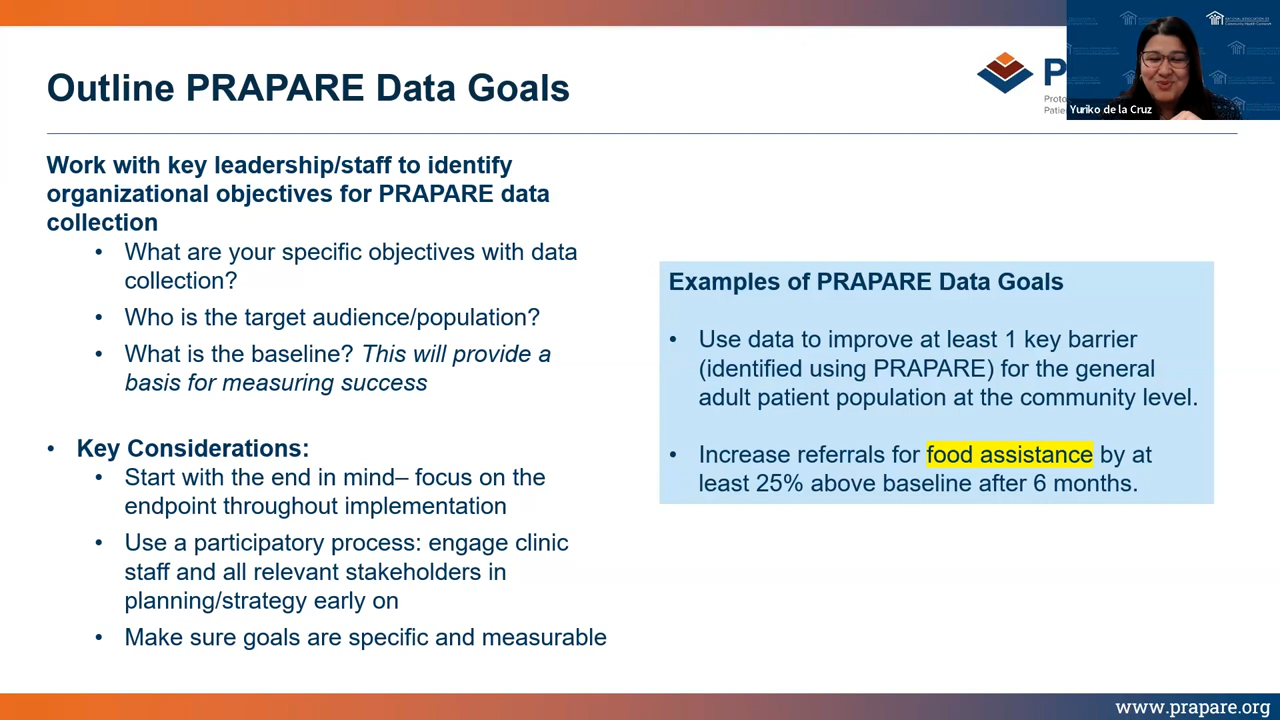 Outline PRAPARE Data Goals
P
Proto
Patie
Yuriko de la Cruz
Work with key leadership/staff to identify
organizational objectives for PRAPARE data
collection
• What are your specific objectives with data
collection?
• Who is the target audience/population?
• What is the baseline? This will provide a
basis for measuring success
• Key Considerations:
• Start with the end in mind– focus on the
endpoint throughout implementation
• Use a participatory process: engage clinic
staff and all relevant stakeholders in
planning/strategy early on
• Make sure goals are specific and measurable
Examples of PRAPARE Data Goals
• Use data to improve at least 1 key barrier
(identified using PRAPARE) for the general
adult patient population at the community level.
• Increase referrals for food assistance by at
least 25% above baseline after 6 months.
www.prapare.org